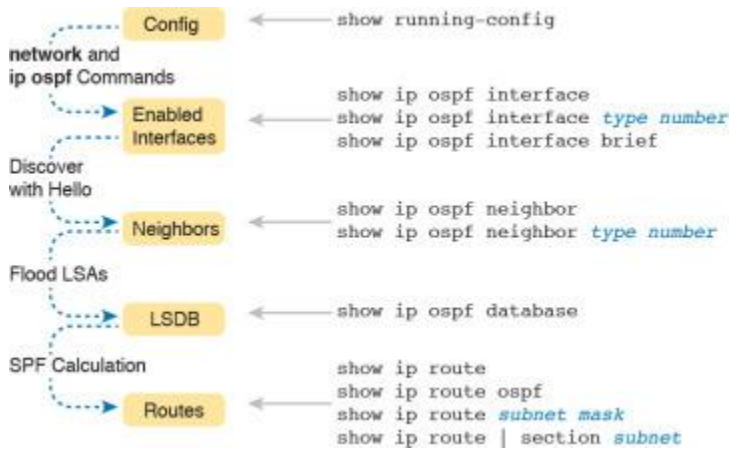 Config
show running-config
network and
ip ospf Commands
show ip ospf interface
Enabled
Interfaces
show ip ospf interface type number
show ip ospf interface brief
Discover
with Hello
show ip ospf neighbor
Neighbors
show ip ospf neighbor type number
Flood LSAs
LSDB
show ip ospf database
SPF Calculation
show ip route
show ip route ospf
Routes
show ip route subnet mask
show ip route | section subnet